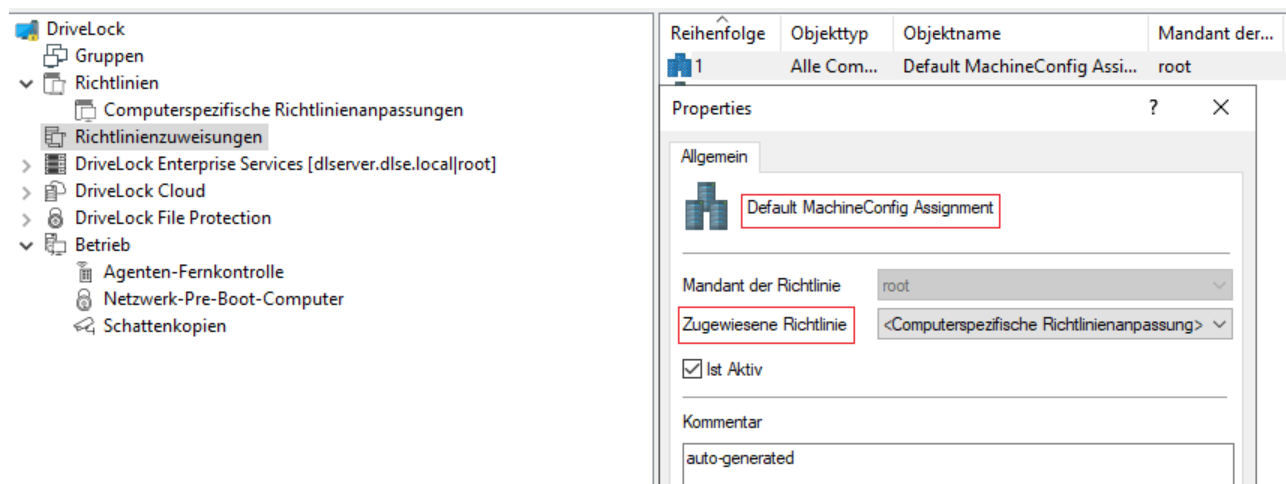 DriveLock
Gruppen
Richtlinien
Computerspezifische Richtlinienanpassungen
Richtlinienzuweisungen
DriveLock Enterprise Services [dlserver.dlse.local|root]
DriveLock Cloud
DriveLock File Protection
Betrieb
Agenten-Fernkontrolle
Netzwerk-Pre-Boot-Computer
Schattenkopien
Reihenfolge Objekttyp Objektname Mandant der...
1 Alle Com... Default MachineConfig Assi... root
Properties ? X
Allgemein
Default MachineConfig Assignment
Mandant der Richtlinie root
Zugewiesene Richtlinie <Computerspezifische Richtlinienanpassung>
Ist Aktiv
Kommentar
auto-generated